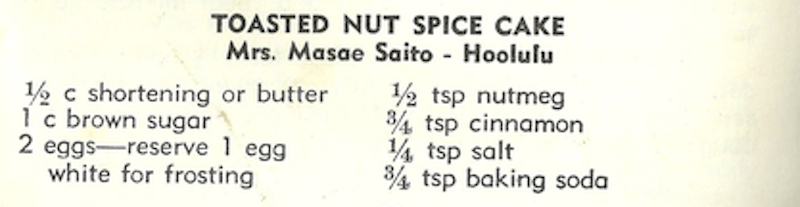 TOASTED NUT SPICE CAKE
Mrs. Masae Saito - Hoolulu
½ c shortening or butter
1 c brown sugar
2 eggs—reserve 1 egg
white for frosting
½ tsp nutmeg
¾ tsp cinnamon
¼ tsp salt
¾ tsp baking soda